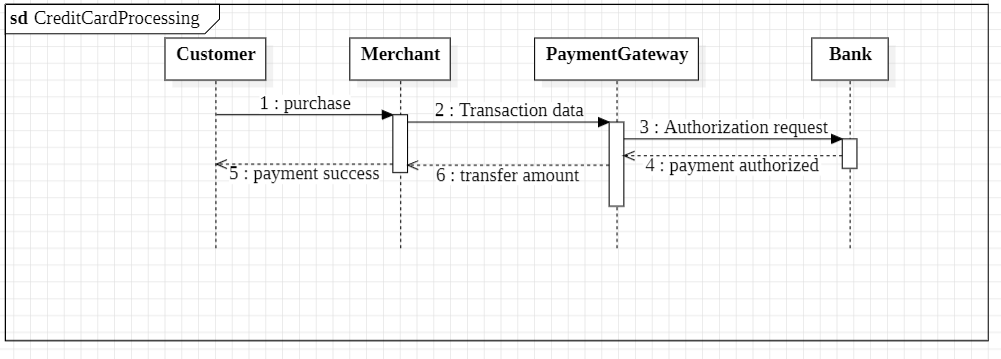 sd CreditCardProcessing
Customer
Merchant
PaymentGateway
Bank
1 : purchase
2 : Transaction data
3 : Authorization request
4 : payment authorized
5 : payment success
6 : transfer amount